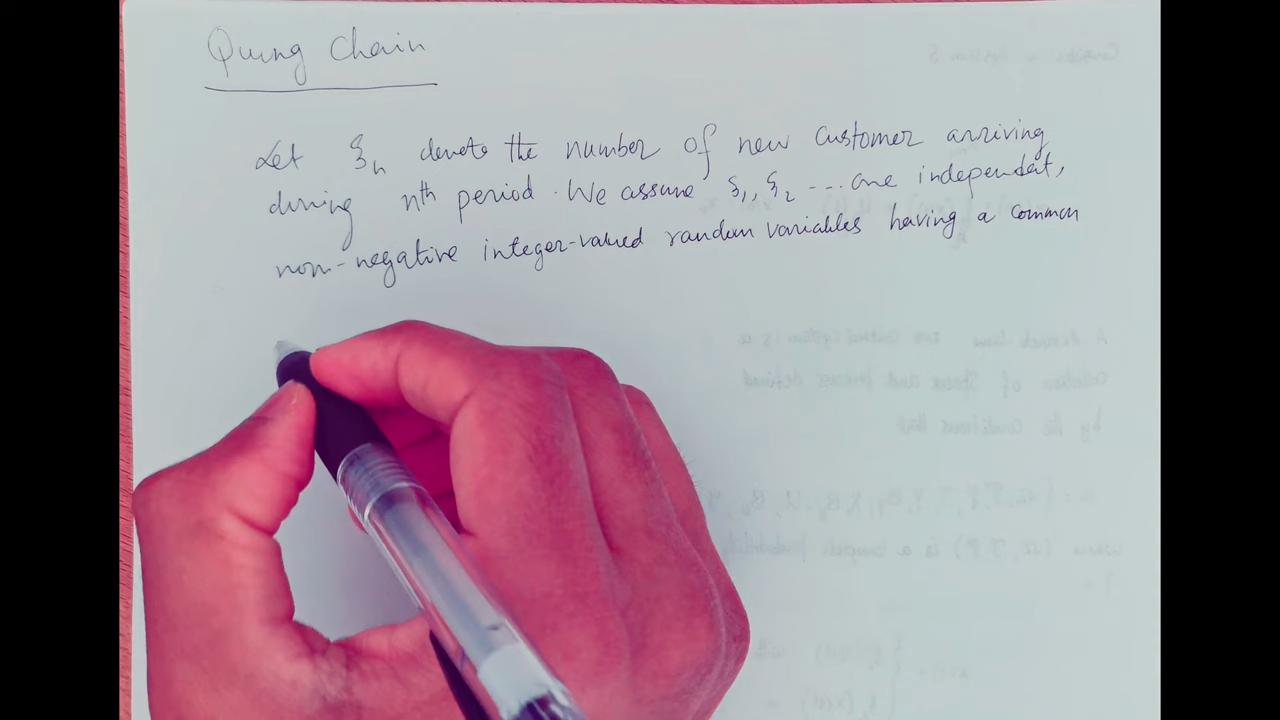 Quing Chain
Let ξn denote the number of new customer arriving
during nth period. We assume ξ1, ξ2 --... are independent,
non-negative integer-valued random variables having a common